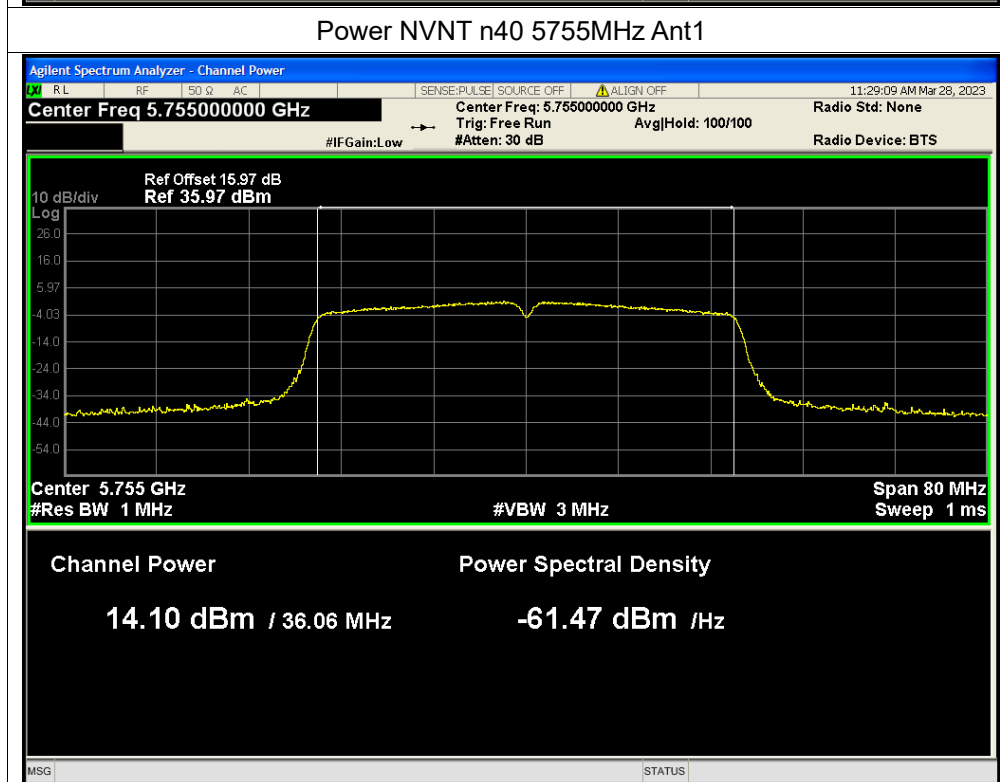 Power NVNT n40 5755MHz Ant1
Agilent Spectrum Analyzer - Channel Power
LXI RL RF 50 Ω AC SENSE:PULSE SOURCE OFF ALIGN OFF 11:29:09 AM Mar 28, 2023
Center Freq 5.755000000 GHz
Center Freq: 5.755000000 GHz
Radio Std: None
Trig: Free Run Avg|Hold: 100/100
#IFGain:Low #Atten: 30 dB Radio Device: BTS
Ref Offset 15.97 dB
10 dB/div Ref 35.97 dBm
Log
26.0
16.0
5.97
-4.03
-14.0
-24.0
-34.0
-44.0
-54.0
Center 5.755 GHz Span 80 MHz
#Res BW 1 MHz #VBW 3 MHz Sweep 1 ms
Channel Power Power Spectral Density
14.10 dBm / 36.06 MHz -61.47 dBm /Hz
MSG STATUS